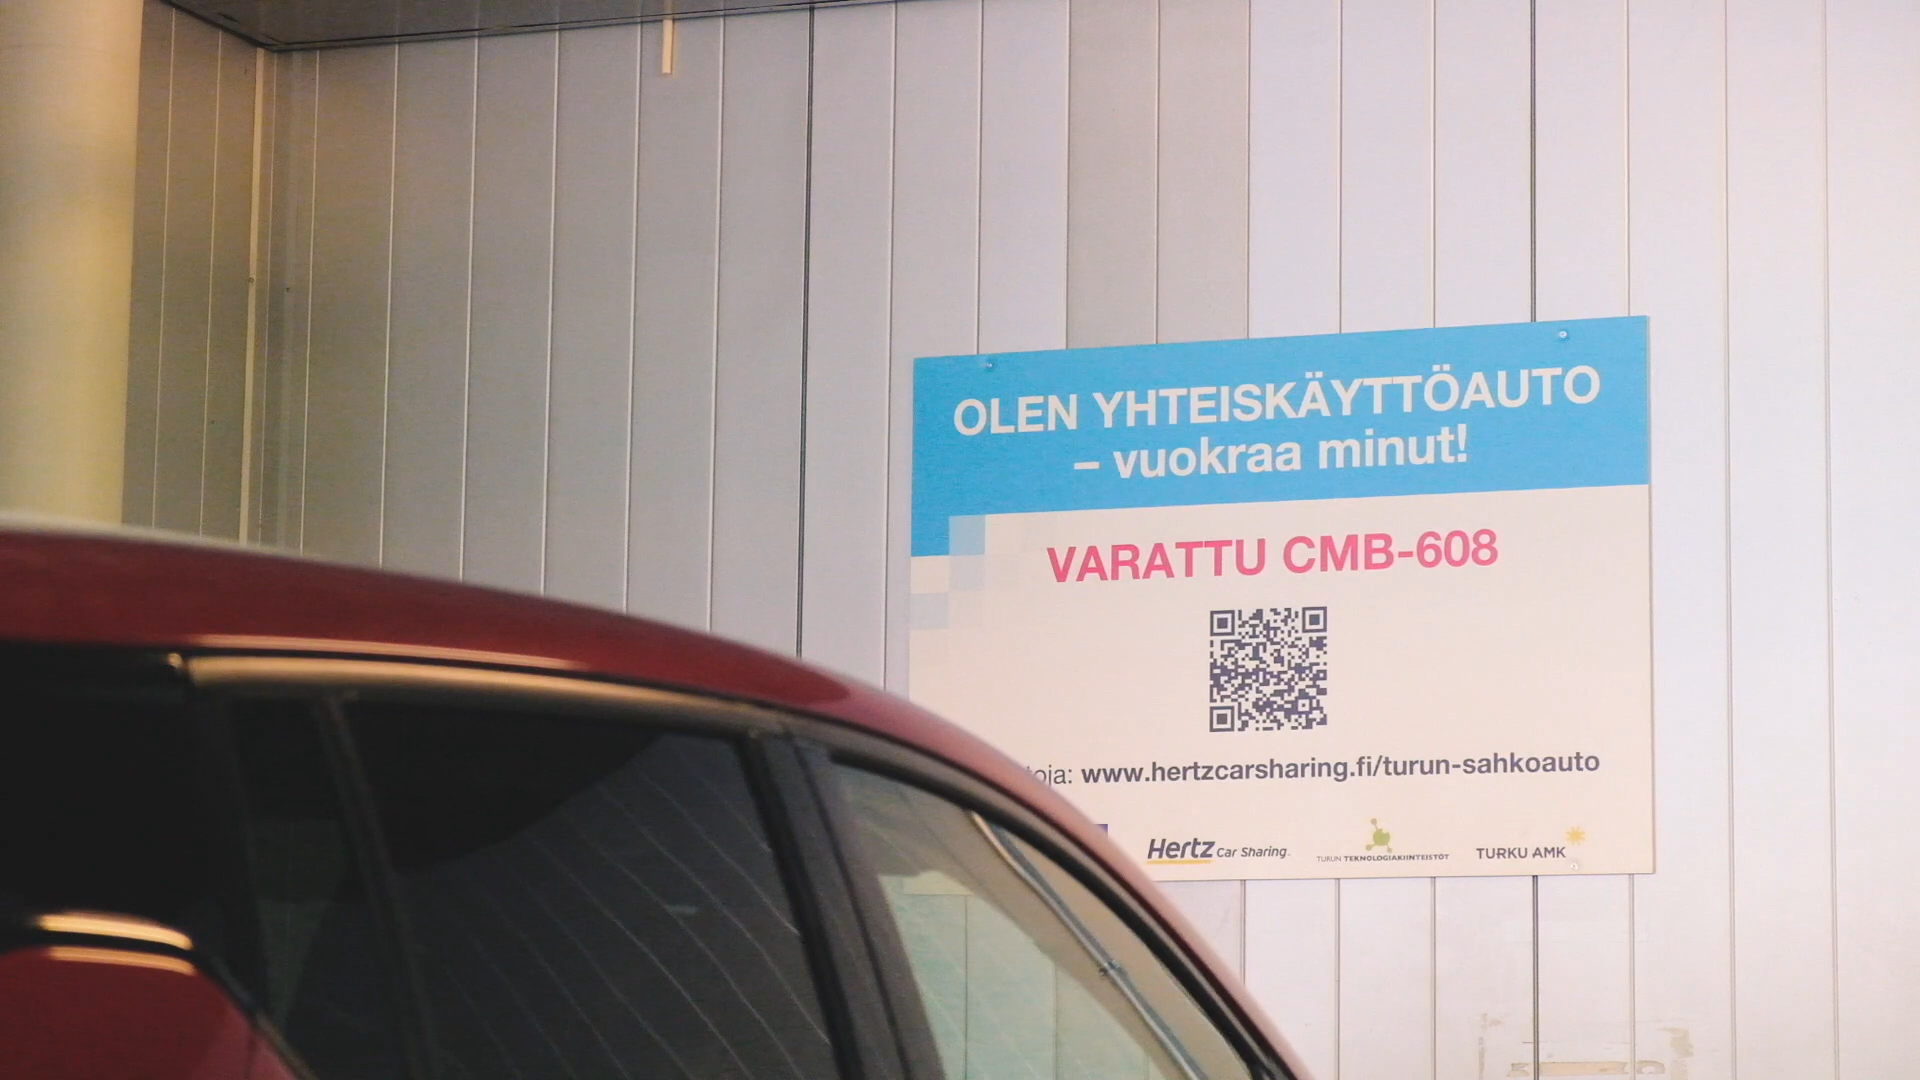 OLEN YHTEISKÄYTTÖAUTO
– vuokraa minut!
VARATTU CMB-608
www.hertzcarsharing.fi/turun-sahkoauto
Hertz Car Sharing.
TURUN TEKNOLOGIAKIINTEISTÖT
TURKU AMK